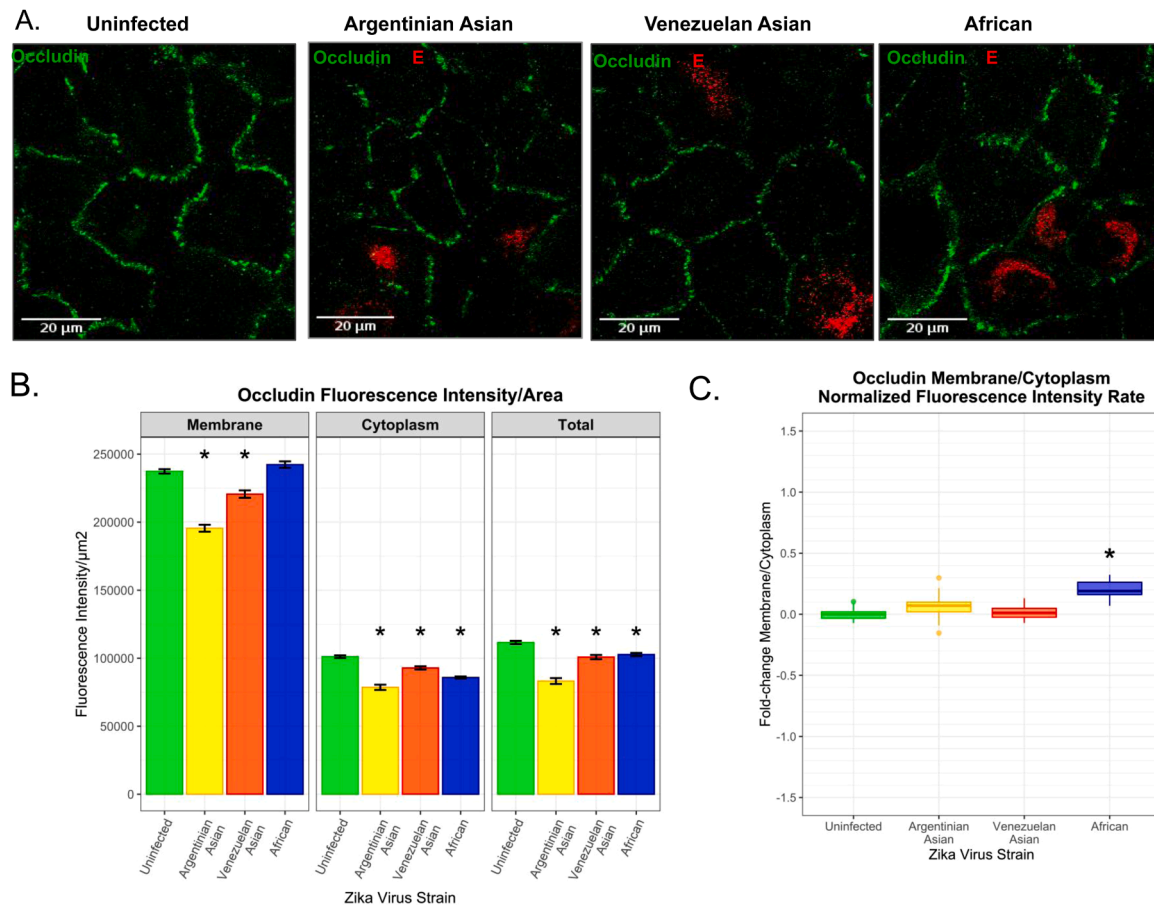 A.
Uninfected
Argentinian Asian
Venezuelan Asian
African
Occludin
Occludin E
Occludin E
Occludin E
20 µm
20 µm
20 µm
20 µm
B.
Occludin Fluorescence Intensity/Area
Membrane
Cytoplasm
Total
Fluorescence Intensity/µm2
250000
200000
150000
100000
50000
0
* *
* * *
* * *
Uninfected
Argentinian
Asian
Venezuelan
Asian
African
Uninfected
Argentinian
Asian
Venezuelan
Asian
African
Uninfected
Argentinian
Asian
Venezuelan
Asian
African
Zika Virus Strain
C.
Occludin Membrane/Cytoplasm
Normalized Fluorescence Intensity Rate
Fold-change Membrane/Cytoplasm
1.5
1.0
0.5
0.0
-0.5
-1.0
-1.5
*
Uninfected
Argentinian
Asian
Venezuelan
Asian
African
Zika Virus Strain